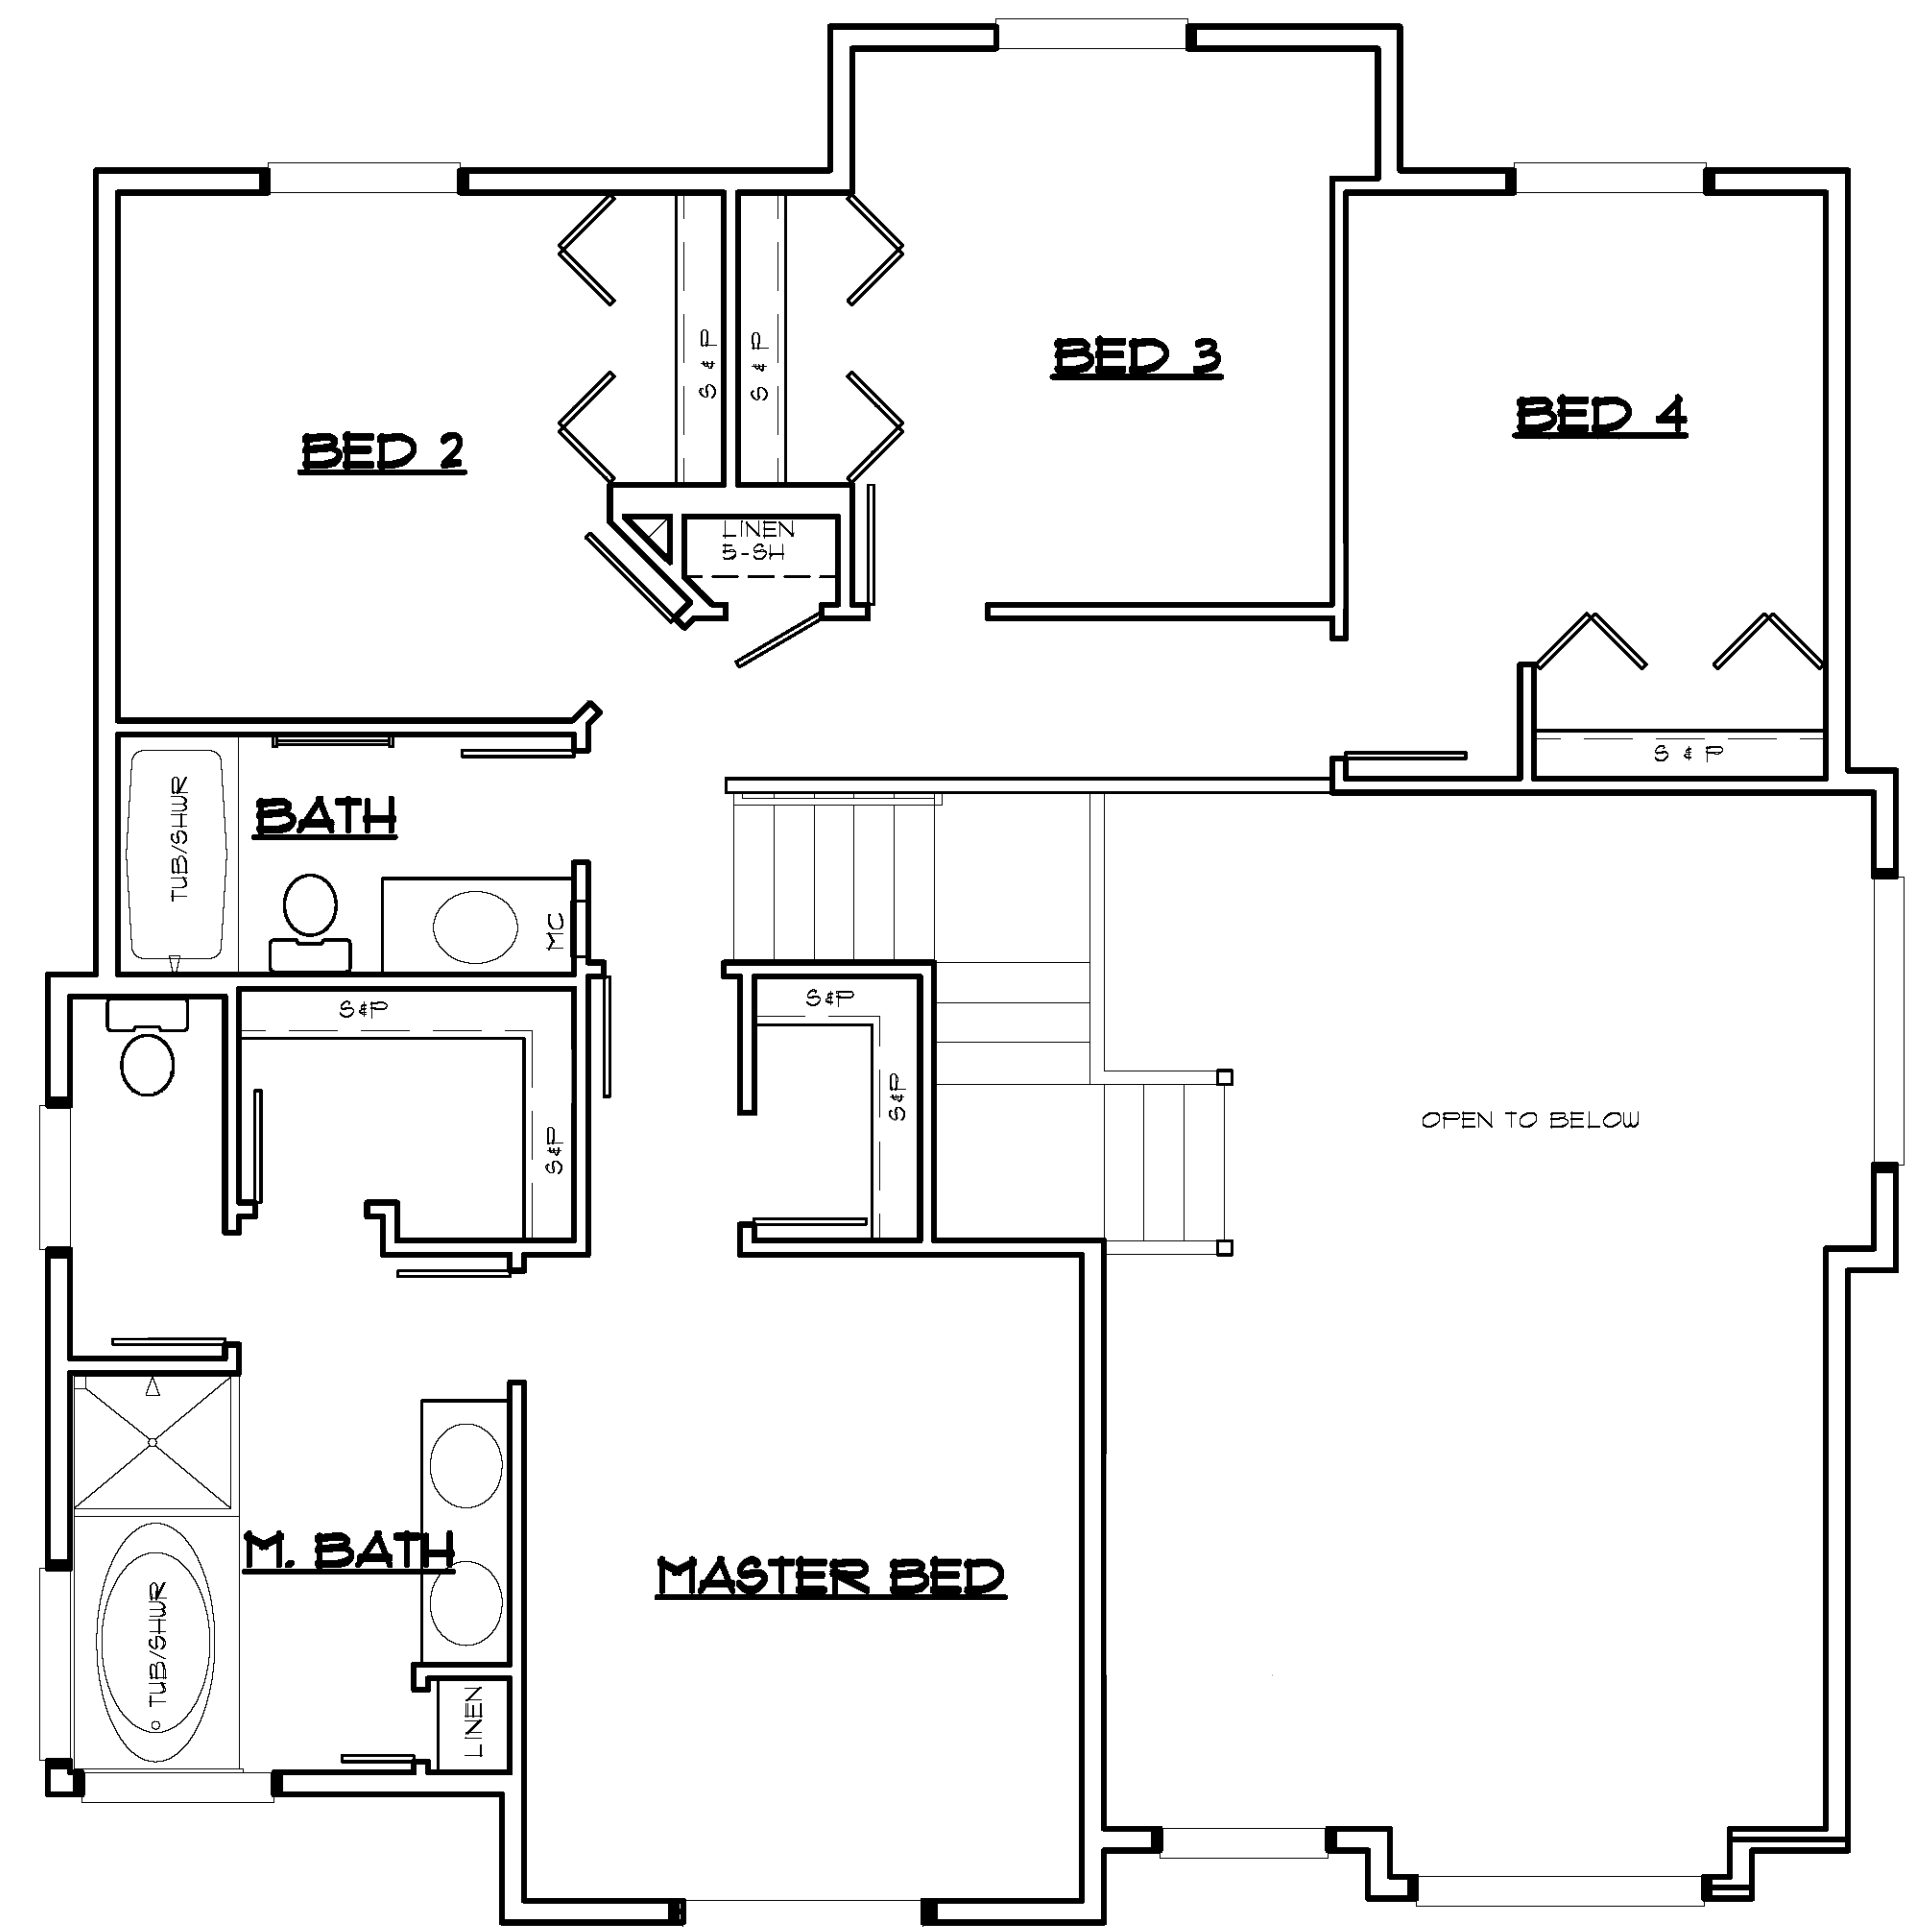 S & P
S & P
BED 3
BED 4
BED 2
LINEN
5-SH
S & P
TUB/SHWR
BATH
MC
S&P
S&P
S&P
S&P
OPEN TO BELOW
M. BATH
MASTER BED
TUB/SHWR
LINEN